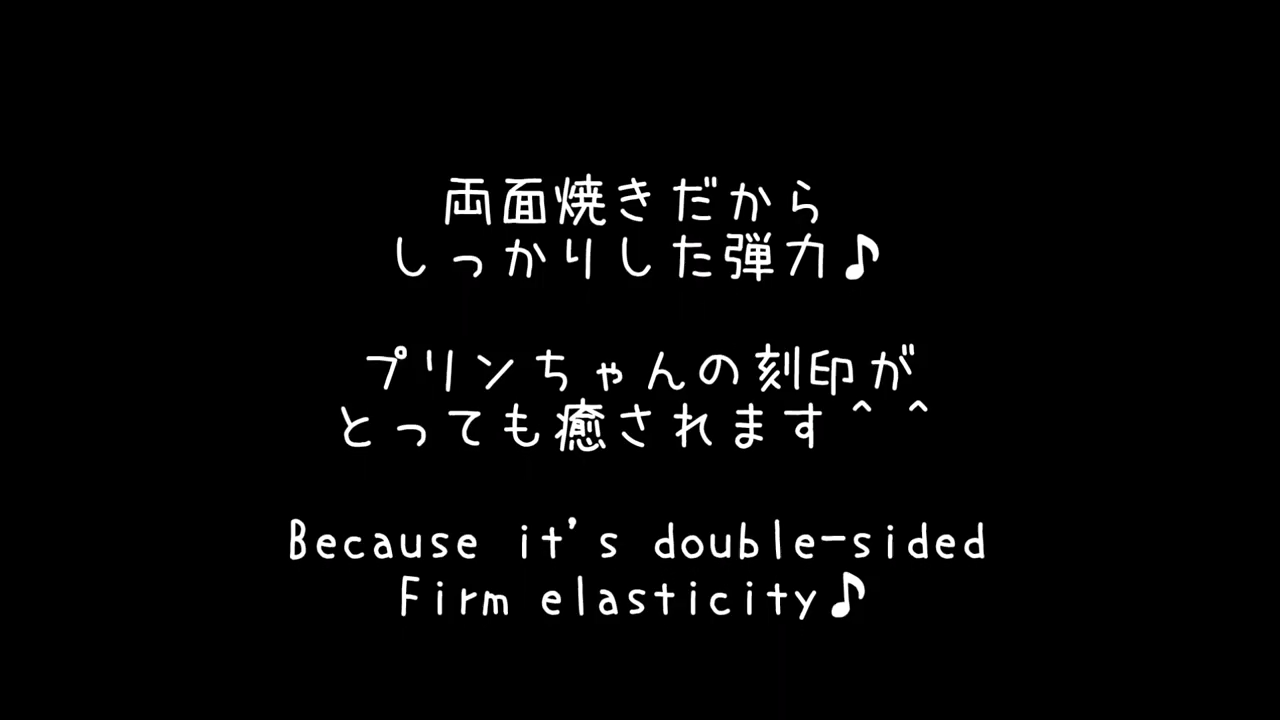 両面焼きだから
しっかりした弾力♪
プリンちゃんの刻印が
とっても癒されます＾＾
Because it's double-sided
Firm elasticity♪